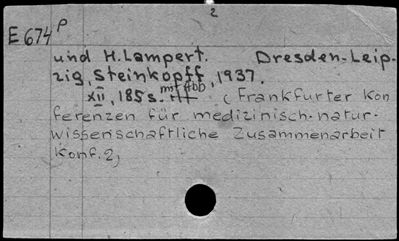 2
E 674 P
und H. Lampert. Dresden-Leip-
zig, Steinkopff, 1937.
XII, 185 s. mit Abb. (Frankfurter Kon
ferenzen für medizinisch-natur-
wissenschaftliche Zusammenarbeit
Konf. 2)